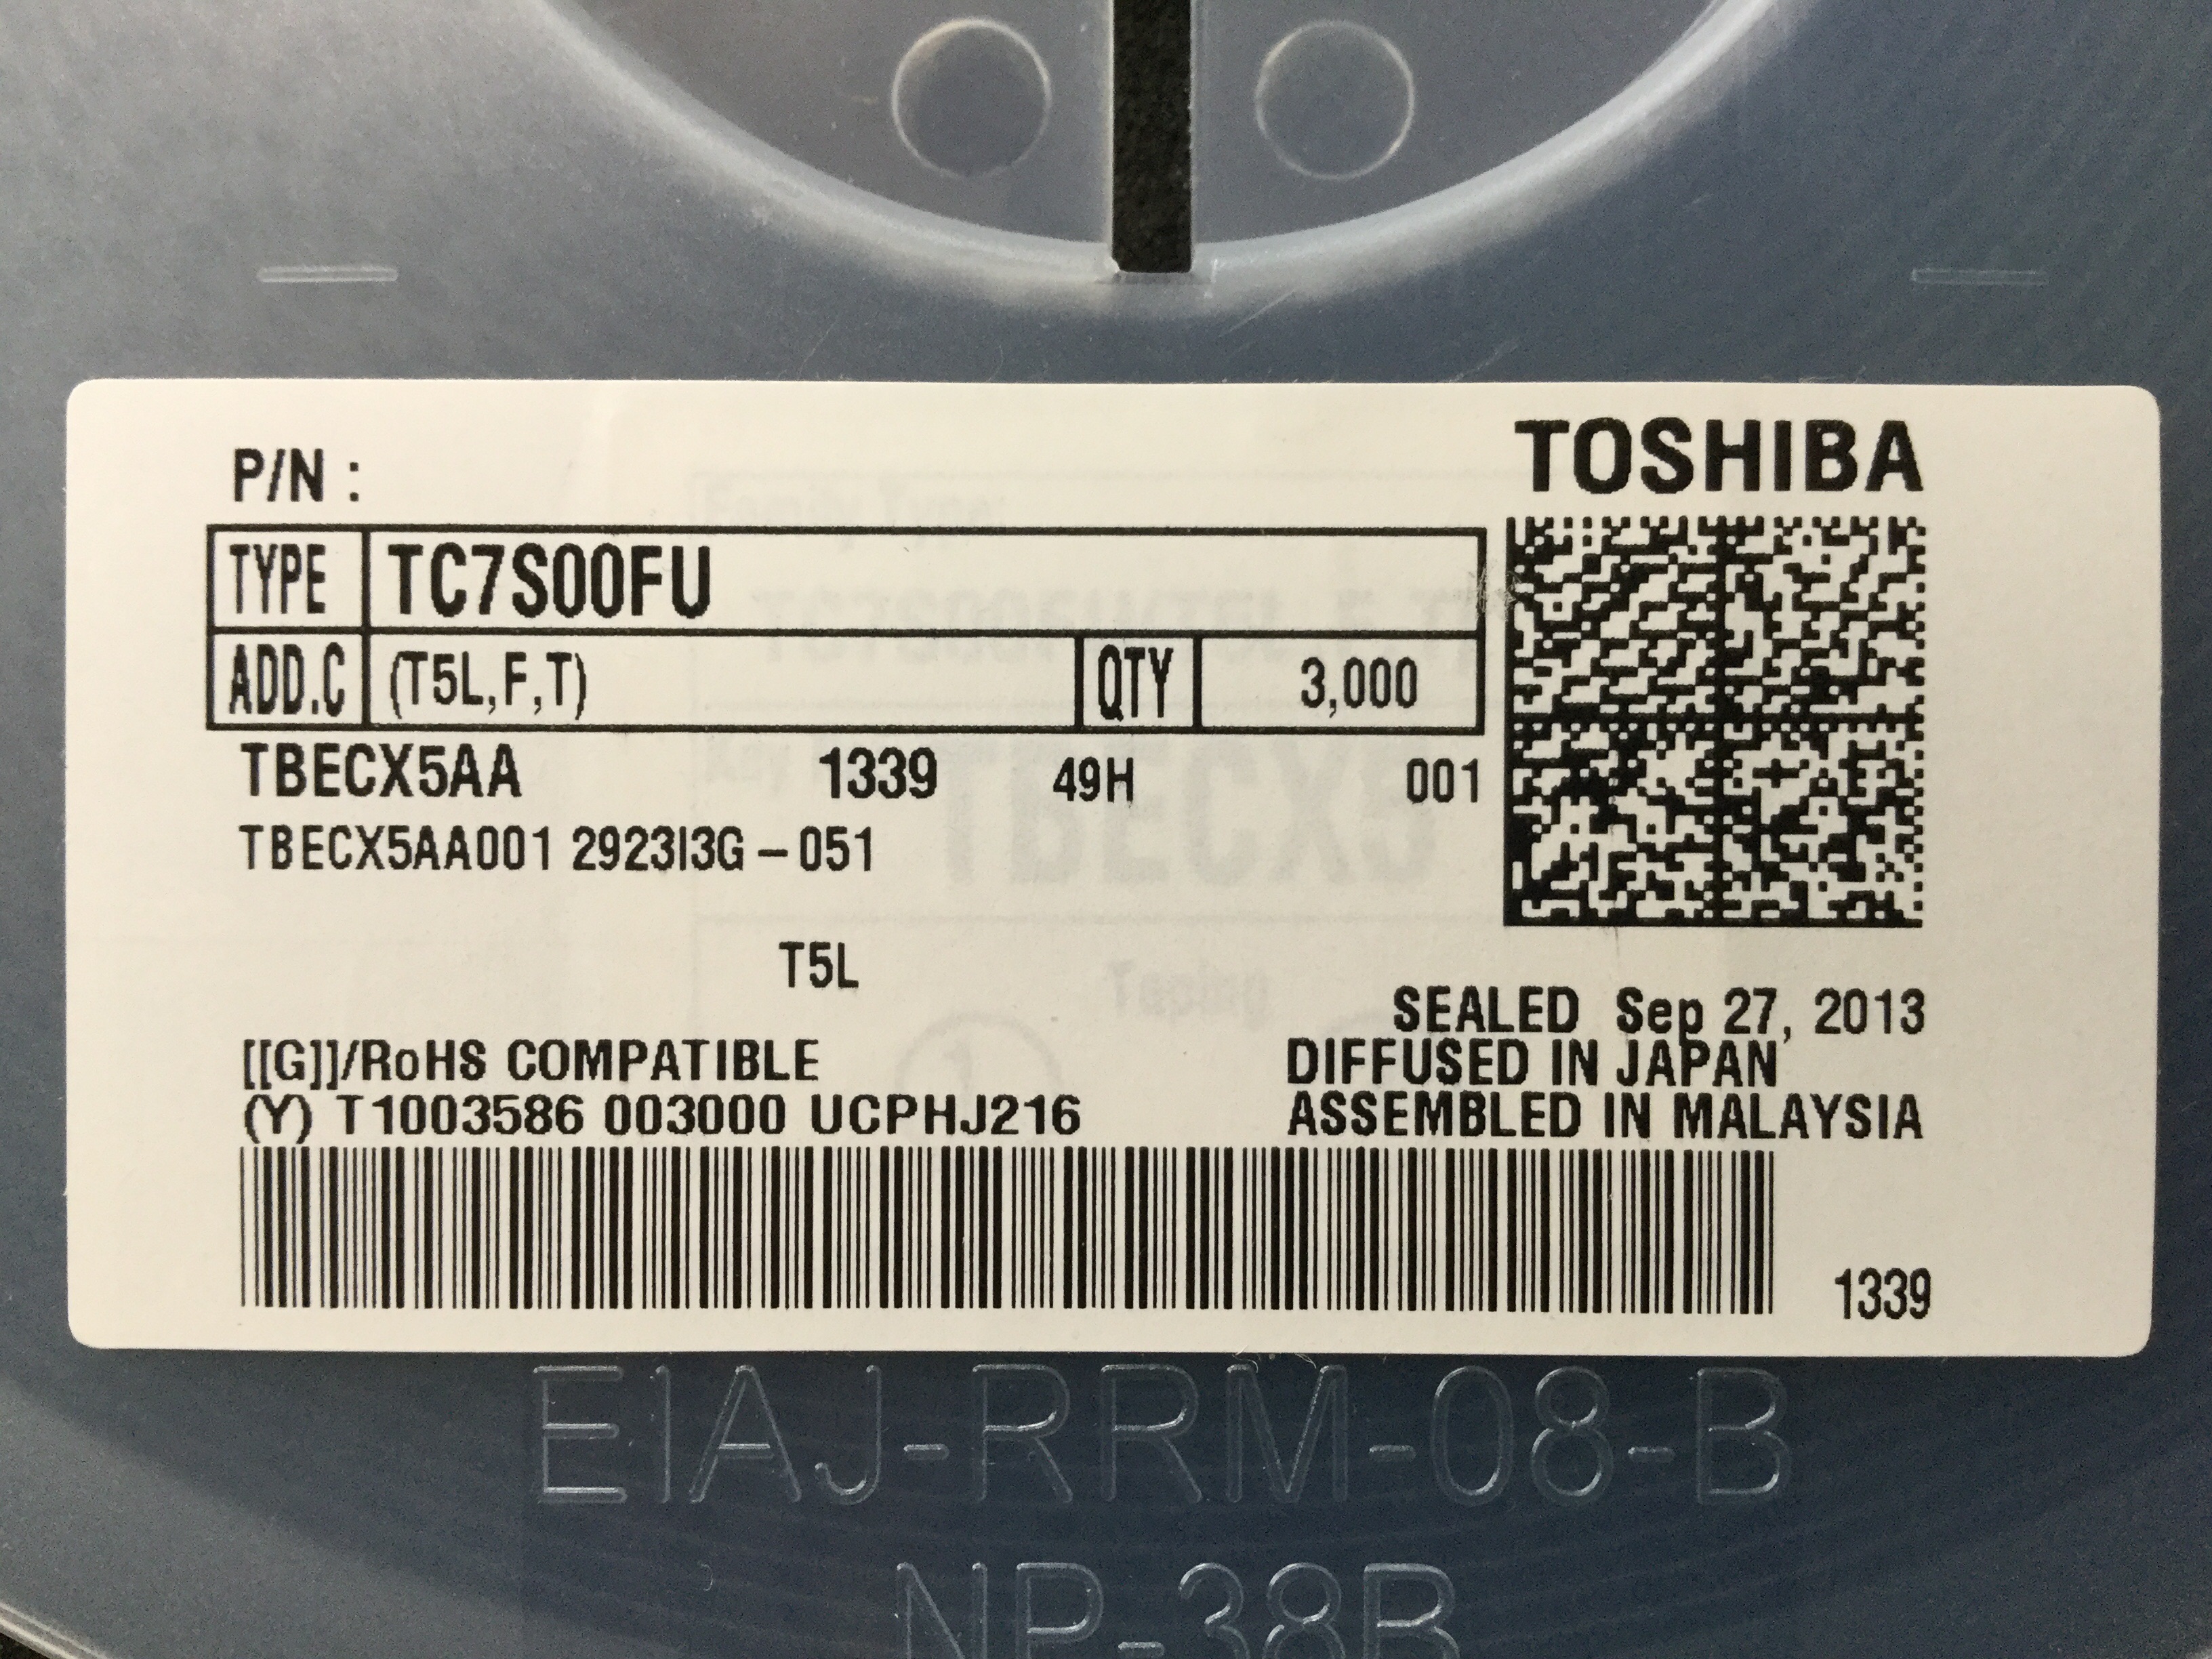 TOSHIBA
P/N :
TYPE TC7S00FU
ADD.C (T5L,F,T) QTY 3,000
TBECX5AA 1339 49H 001
TBECX5AA001 2923I3G – 051
T5L
SEALED Sep 27, 2013
[[G]]/RoHS COMPATIBLE DIFFUSED IN JAPAN
(Y) T1003586 003000 UCPHJ216 ASSEMBLED IN MALAYSIA
1339
EIAJ-RRM-08-B
NP-38B